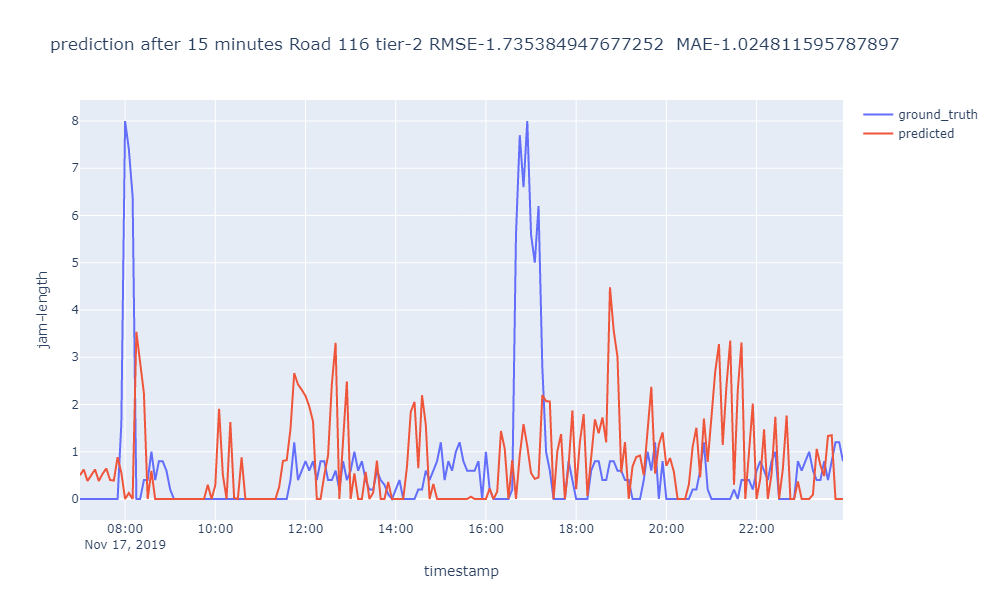 prediction after 15 minutes Road 116 tier-2 RMSE-1.735384947677252  MAE-1.024811595787897
ground_truth
predicted
8
7
6
5
4
3
2
1
0
jam-length
08:00 10:00 12:00 14:00 16:00 18:00 20:00 22:00
Nov 17, 2019
timestamp